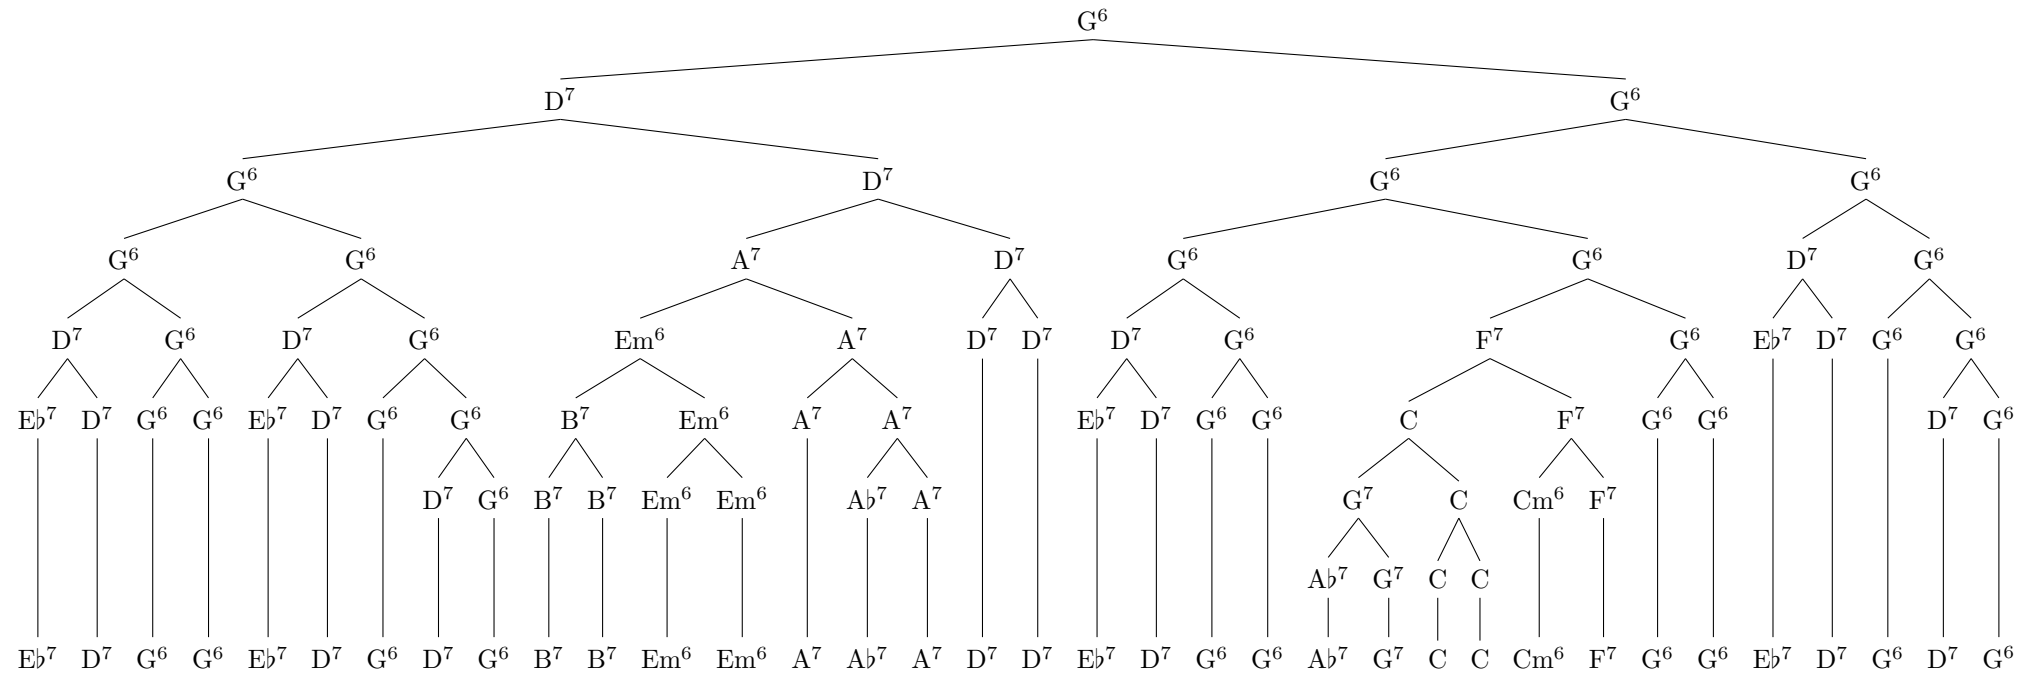 G⁶
D⁷ G⁶
G⁶ D⁷ G⁶ G⁶
G⁶ G⁶ A⁷ D⁷ G⁶ G⁶ D⁷ G⁶
D⁷ G⁶ D⁷ G⁶ Em⁶ A⁷ D⁷ D⁷ D⁷ G⁶ F⁷ G⁶ E♭⁷ D⁷ G⁶ G⁶
E♭⁷ D⁷ G⁶ G⁶ E♭⁷ D⁷ G⁶ G⁶ B⁷ Em⁶ A⁷ A⁷ E♭⁷ D⁷ G⁶ G⁶ C F⁷ G⁶ G⁶ D⁷ G⁶
D⁷ G⁶ B⁷ B⁷ Em⁶ Em⁶ A♭⁷ A⁷ G⁷ C Cm⁶ F⁷
A♭⁷ G⁷ C C
E♭⁷ D⁷ G⁶ G⁶ E♭⁷ D⁷ G⁶ D⁷ G⁶ B⁷ B⁷ Em⁶ Em⁶ A⁷ A♭⁷ A⁷ D⁷ D⁷ E♭⁷ D⁷ G⁶ G⁶ A♭⁷ G⁷ C C Cm⁶ F⁷ G⁶ G⁶ E♭⁷ D⁷ G⁶ D⁷ G⁶